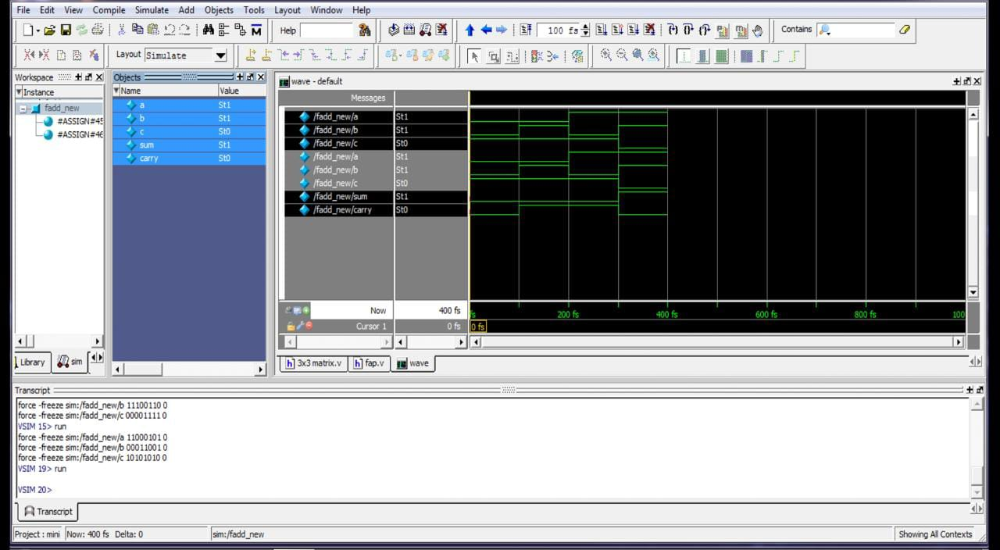 File Edit View Compile Simulate Add Objects Tools Layout Window Help
Help 100 fs Contains
Layout Simulate
Workspace
Instance
fadd_new
#ASSIGN#45
#ASSIGN#46
Library sim
Objects
Name Value
a St1
b St1
c St0
sum St1
carry St0
wave - default
Messages
/fadd_new/a St1
/fadd_new/b St1
/fadd_new/c St0
/fadd_new/a St1
/fadd_new/b St1
/fadd_new/c St0
/fadd_new/sum St1
/fadd_new/carry St0
Now 400 fs fs 200 fs 400 fs 600 fs 800 fs 100
Cursor 1 0 fs 0 fs
3x3 matrix.v fap.v wave
Transcript
force -freeze sim:/fadd_new/b 11100110 0
force -freeze sim:/fadd_new/c 00001111 0
VSIM 15> run
force -freeze sim:/fadd_new/a 11000101 0
force -freeze sim:/fadd_new/b 00011001 0
force -freeze sim:/fadd_new/c 10101010 0
VSIM 19> run
VSIM 20>
Transcript
Project : mini Now: 400 fs Delta: 0 sim:/fadd_new Showing All Contexts